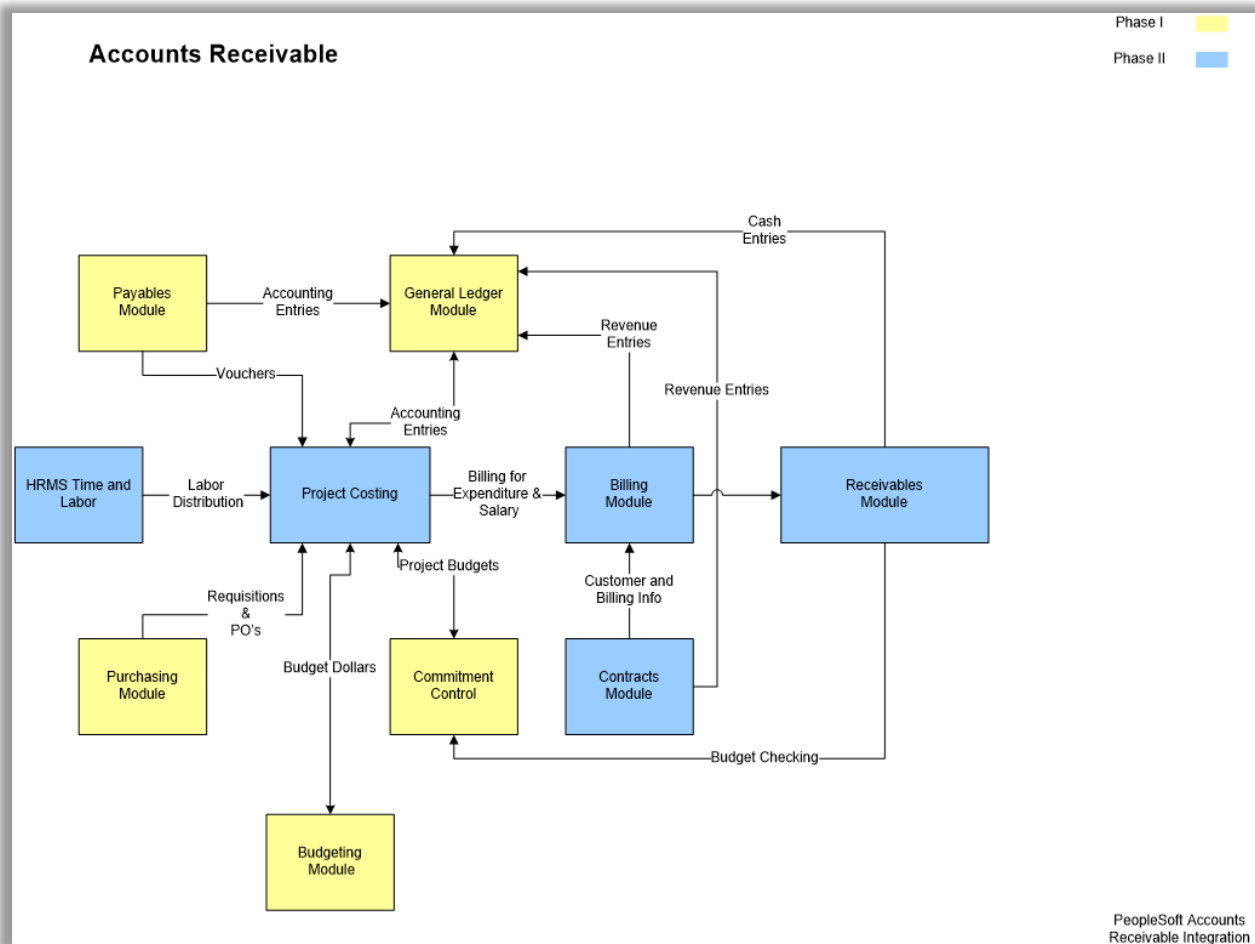 Phase I
Accounts Receivable
Phase II
Cash
Entries
Payables
Module
Accounting
Entries
General Ledger
Module
Revenue
Entries
Vouchers
Revenue Entries
Accounting
Entries
HRMS Time and
Labor
Labor
Distribution
Project Costing
Billing for
Expenditure &
Salary
Billing
Module
Receivables
Module
Project Budgets
Customer and
Billing Info
Requisitions
&
PO's
Budget Dollars
Purchasing
Module
Commitment
Control
Contracts
Module
Budget Checking
Budgeting
Module
PeopleSoft Accounts
Receivable Integration